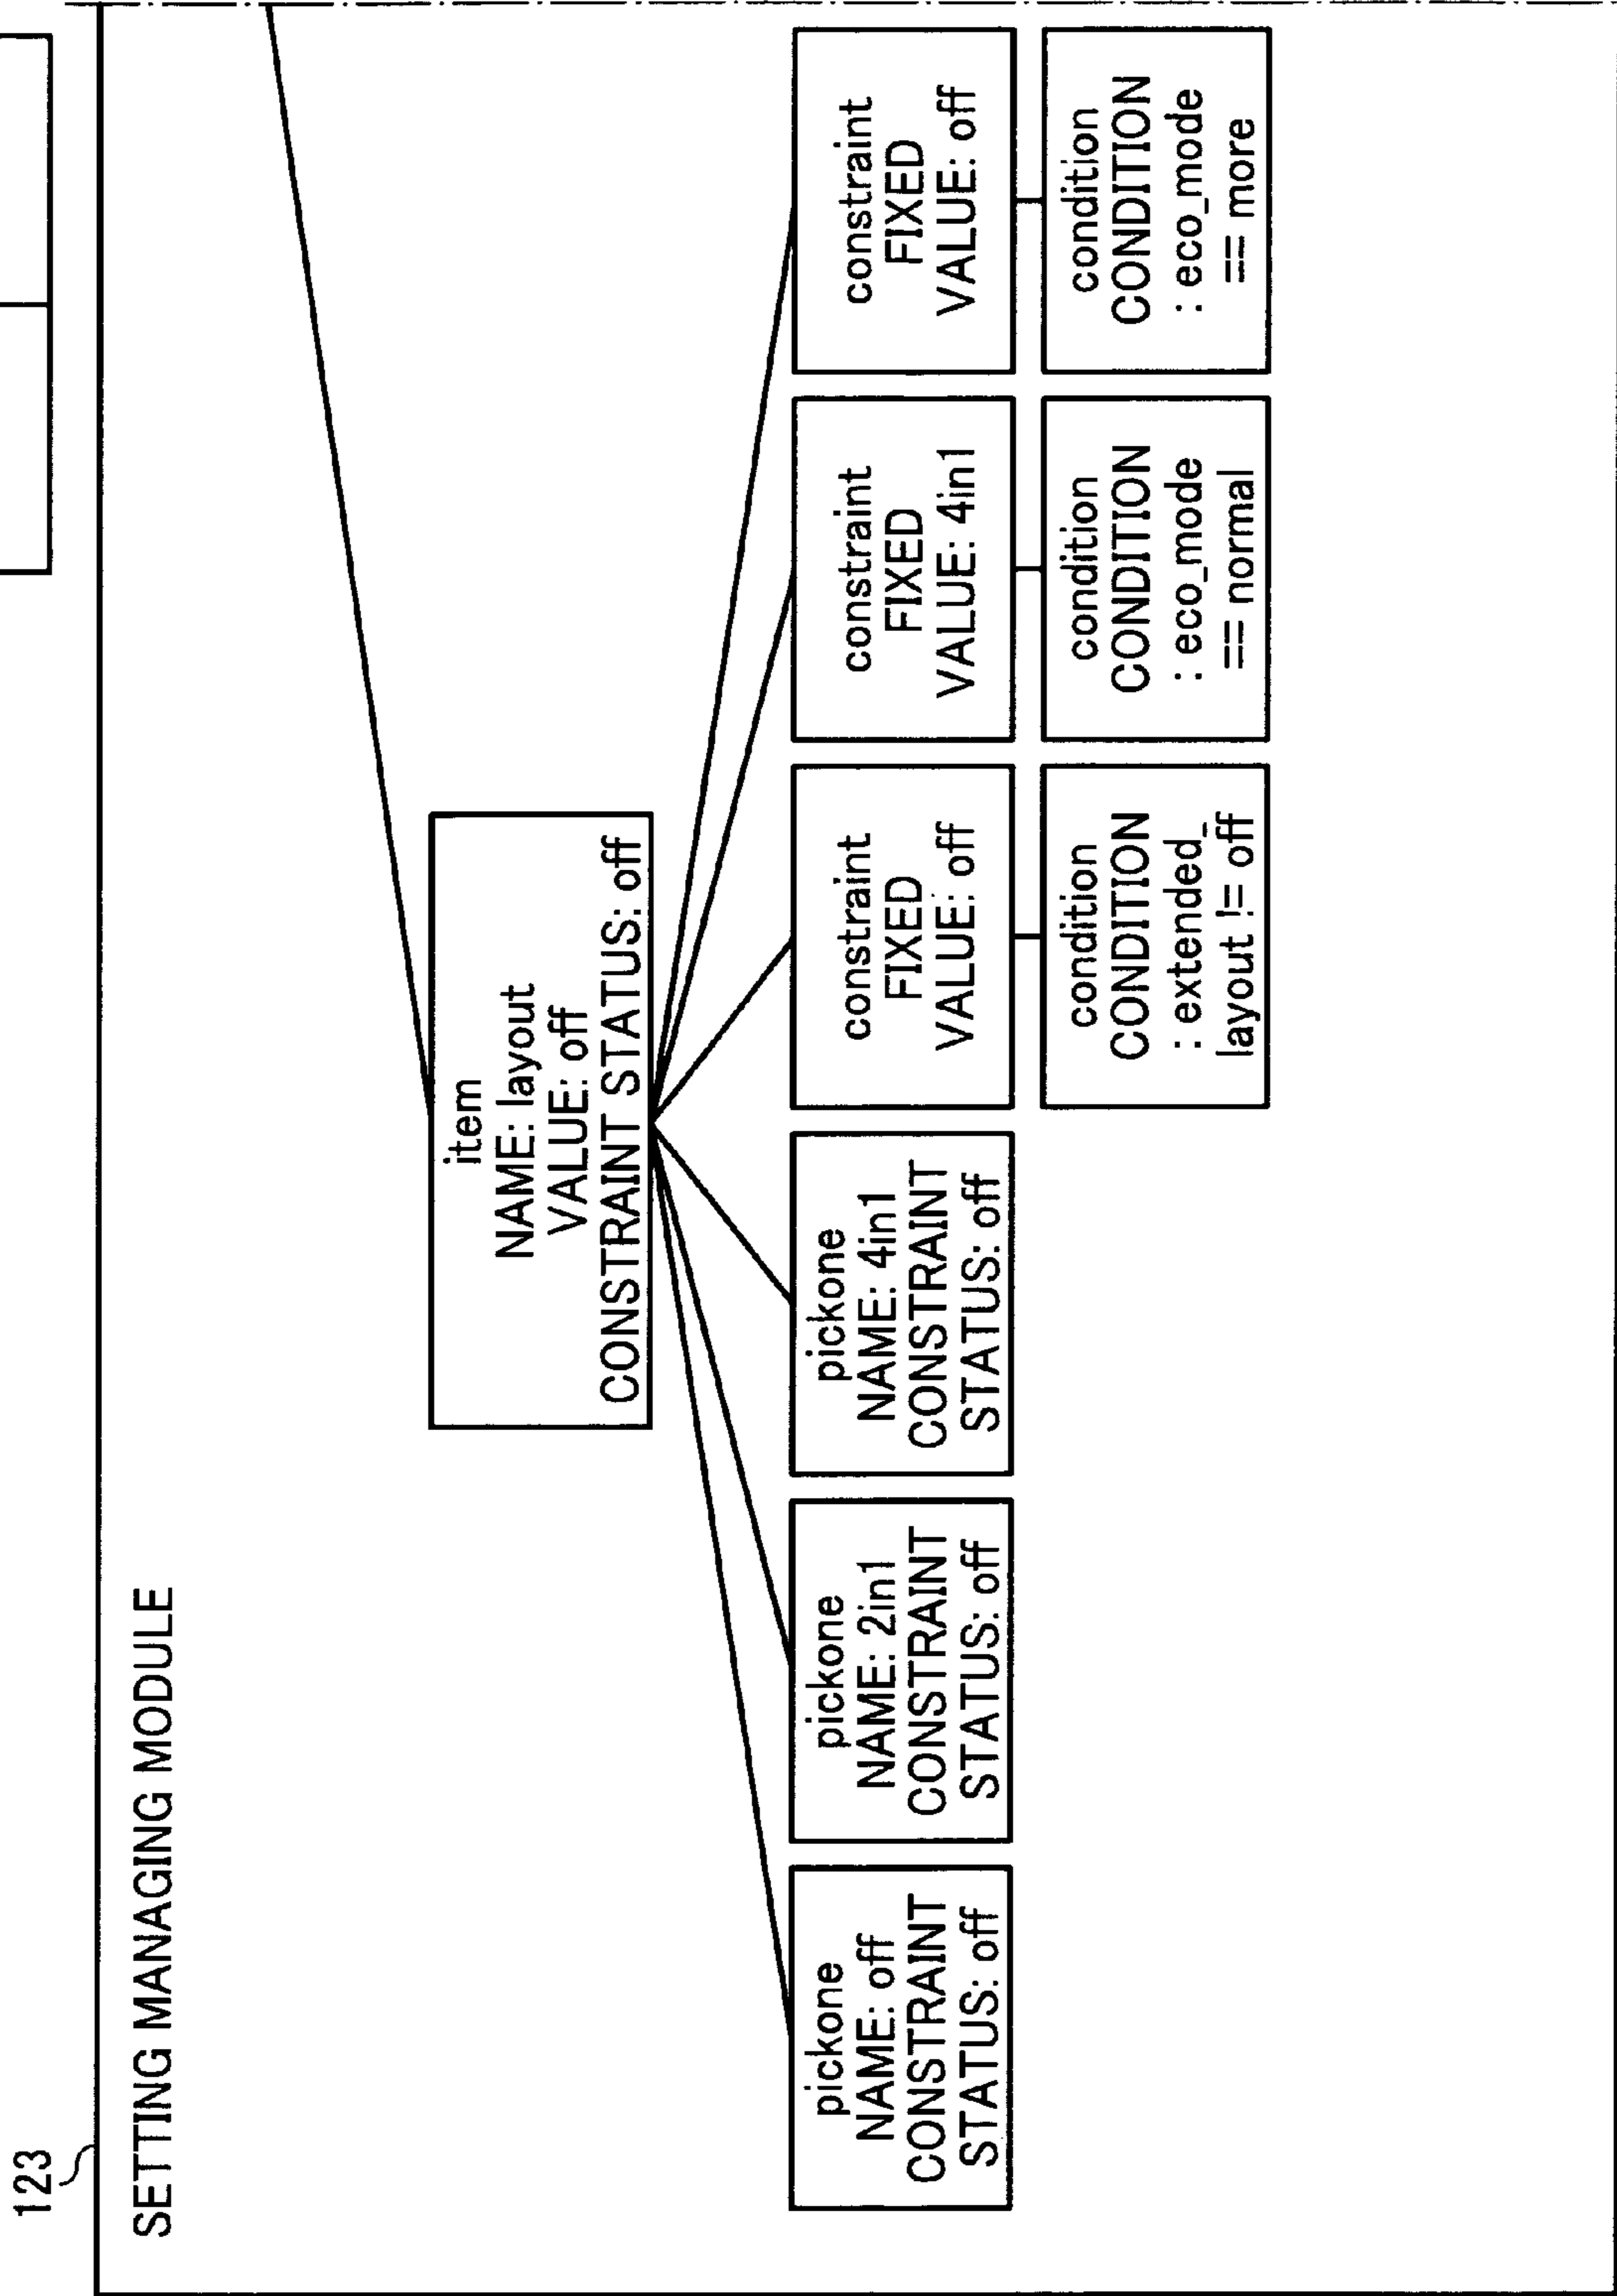 123
SETTING MANAGING MODULE
item
NAME: layout
VALUE: off
CONSTRAINT STATUS: off
pickone
NAME: off
CONSTRAINT
STATUS: off
pickone
NAME: 2in1
CONSTRAINT
STATUS: off
pickone
NAME: 4in1
CONSTRAINT
STATUS: off
constraint
FIXED
VALUE: off
condition
CONDITION
: extended_
layout != off
constraint
FIXED
VALUE: 4in1
condition
CONDITION
: eco_mode
== normal
constraint
FIXED
VALUE: off
condition
CONDITION
: eco_mode
== more